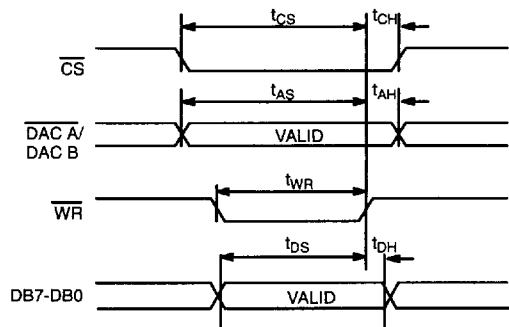 tCS
tCH
CS
tAS
tAH
DAC A/
DAC B
VALID
tWR
WR
tDS
tDH
DB7-DB0
VALID